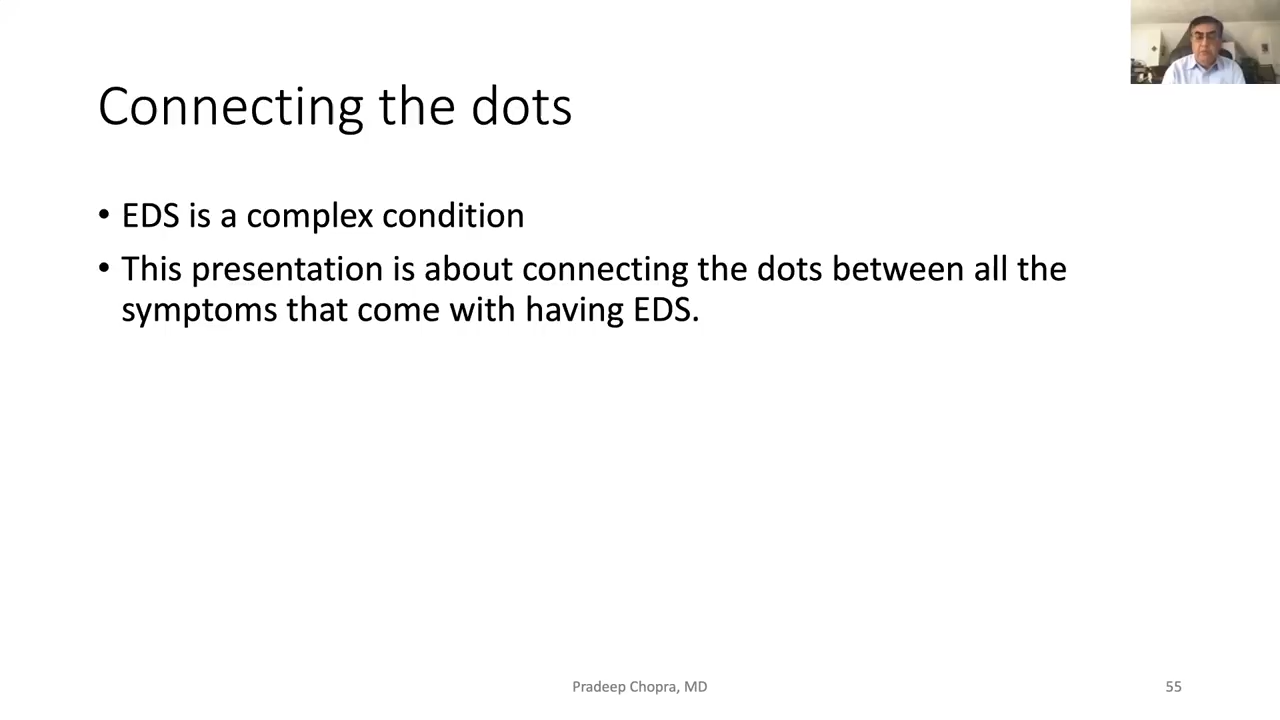 Connecting the dots
• EDS is a complex condition
• This presentation is about connecting the dots between all the
symptoms that come with having EDS.
Pradeep Chopra, MD
55